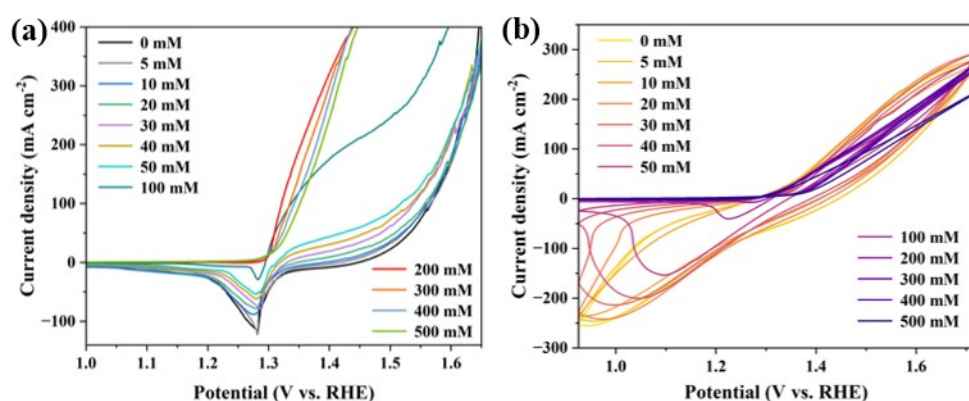 (a)
Current density (mA cm⁻²)
400
300
200
100
0
−100
0 mM
5 mM
10 mM
20 mM
30 mM
40 mM
50 mM
100 mM
200 mM
300 mM
400 mM
500 mM
1.0 1.1 1.2 1.3 1.4 1.5 1.6
Potential (V vs. RHE)
(b)
Current density (mA cm⁻²)
300
200
100
0
−100
−200
−300
0 mM
5 mM
10 mM
20 mM
30 mM
40 mM
50 mM
100 mM
200 mM
300 mM
400 mM
500 mM
1.0 1.2 1.4 1.6
Potential (V vs. RHE)